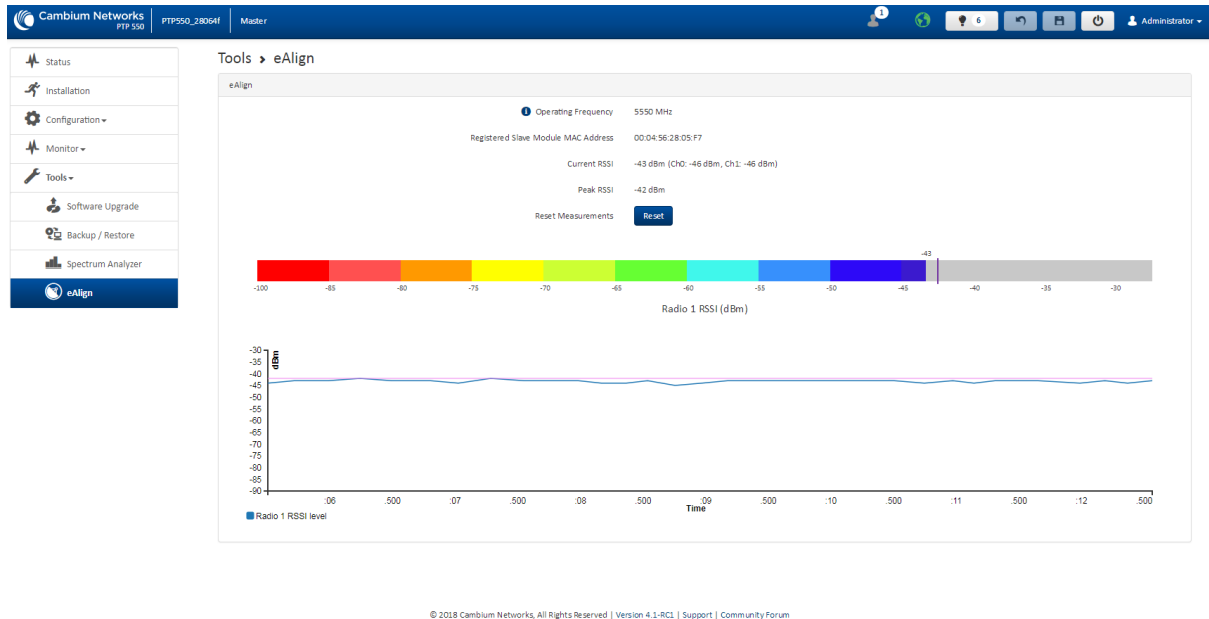 Cambium Networks
PTP 550
PTP550_28064f
Master
1
6
Administrator
Status
Installation
Configuration
Monitor
Tools
Software Upgrade
Backup / Restore
Spectrum Analyzer
eAlign
Tools > eAlign
eAlign
Operating Frequency 5550 MHz
Registered Slave Module MAC Address 00:04:56:28:05:F7
Current RSSI -43 dBm (Ch0: -46 dBm, Ch1: -46 dBm)
Peak RSSI -42 dBm
Reset Measurements Reset
-43
-100 -85 -80 -75 -70 -65 -60 -55 -50 -45 -40 -35 -30
Radio 1 RSSI (dBm)
dBm
-30
-35
-40
-45
-50
-55
-60
-65
-70
-75
-80
-85
-90
:06 .500 :07 .500 :08 .500 :09 .500 :10 .500 :11 .500 :12 .500
Time
Radio 1 RSSI level
© 2018 Cambium Networks, All Rights Reserved | Version 4.1-RC1 | Support | Community Forum